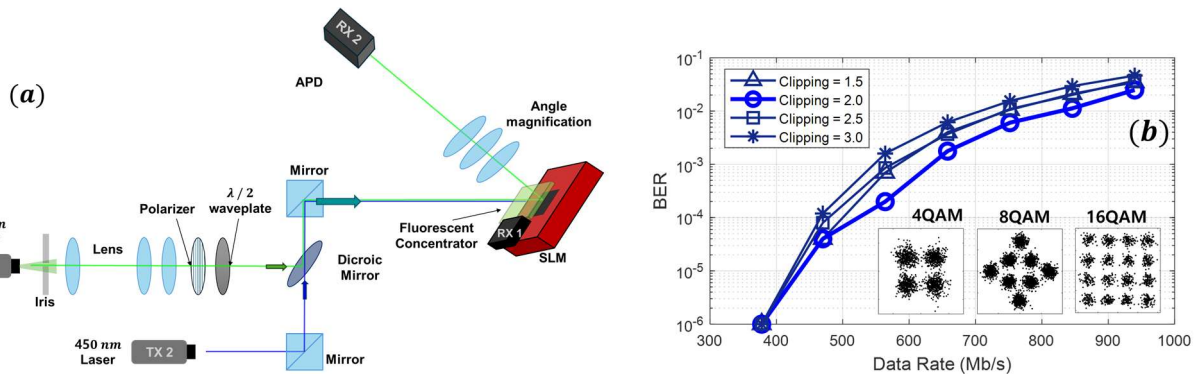 (a)
RX 2
APD
Angle
magnification
Mirror
λ/2
waveplate
Polarizer
Fluorescent
Concentrator
RX 1
SLM
Lens
Dicroic
Mirror
Iris
450 nm
Laser
TX 2
Mirror
10^-1
10^-2
10^-3
10^-4
10^-5
10^-6
BER
Clipping = 1.5
Clipping = 2.0
Clipping = 2.5
Clipping = 3.0
(b)
4QAM
8QAM
16QAM
300 400 500 600 700 800 900 1000
Data Rate (Mb/s)